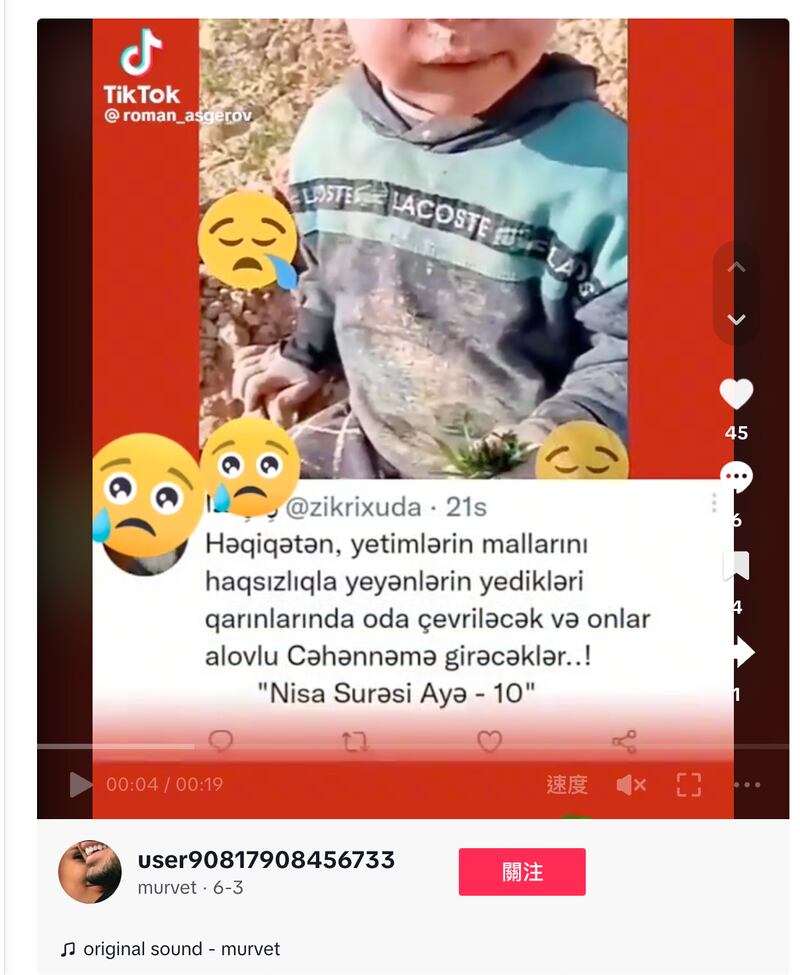 TikTok
@roman_asgerov
LACOSTE
@zikrixuda · 21s
Həqiqətən, yetimlərin mallarını
haqsızlıqla yeyənlərin yedikləri
qarınlarında oda çevriləcək və onlar
alovlu Cəhənnəmə girəcəklər..!
"Nisa Surəsi Ayə - 10"
45
6
4
1
00:04 / 00:19
速度
user90817908456733
murvet · 6-3
關注
original sound - murvet